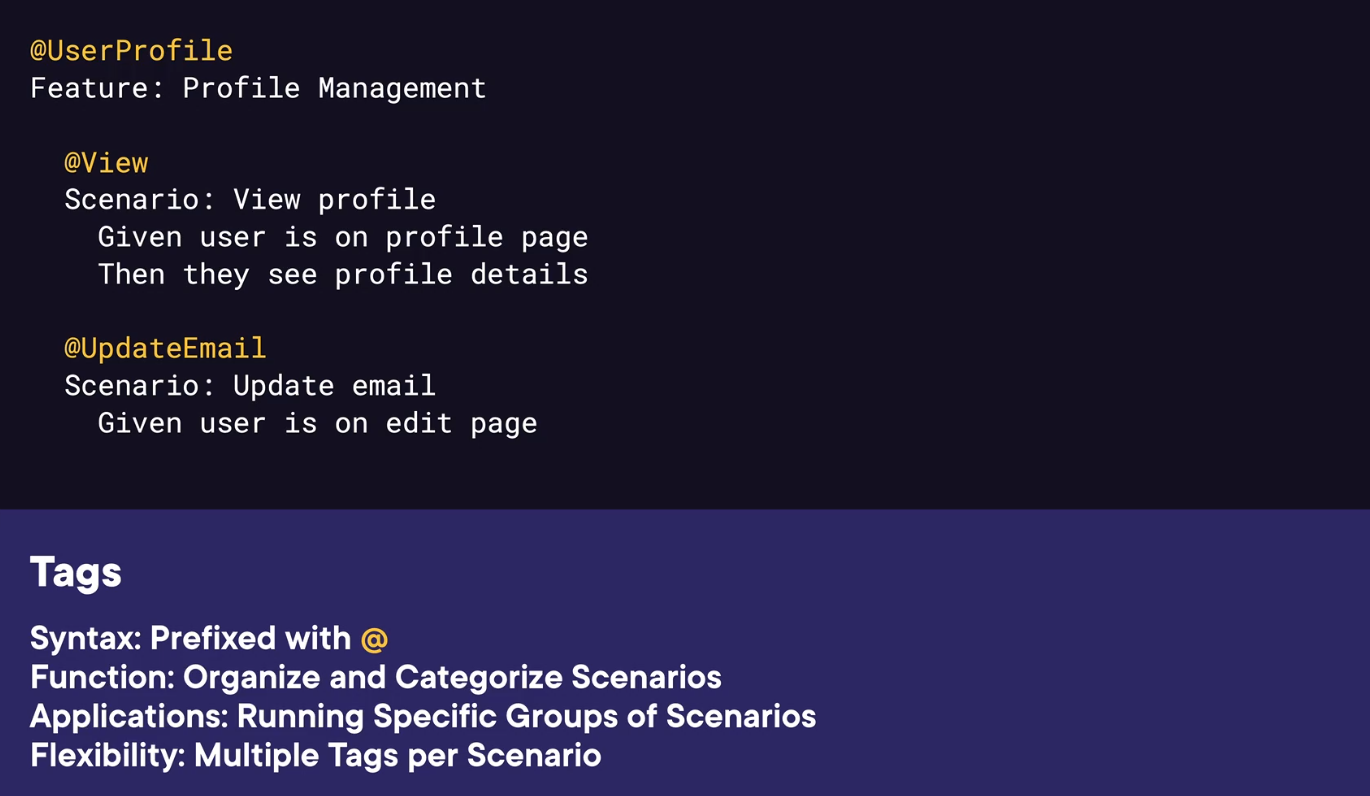 @UserProfile
Feature: Profile Management
@View
Scenario: View profile
Given user is on profile page
Then they see profile details
@UpdateEmail
Scenario: Update email
Given user is on edit page
Tags
Syntax: Prefixed with @
Function: Organize and Categorize Scenarios
Applications: Running Specific Groups of Scenarios
Flexibility: Multiple Tags per Scenario